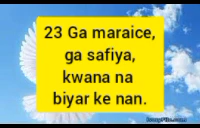 23 Ga maraice,
ga safiya,
kwana na
biyar ke nan.